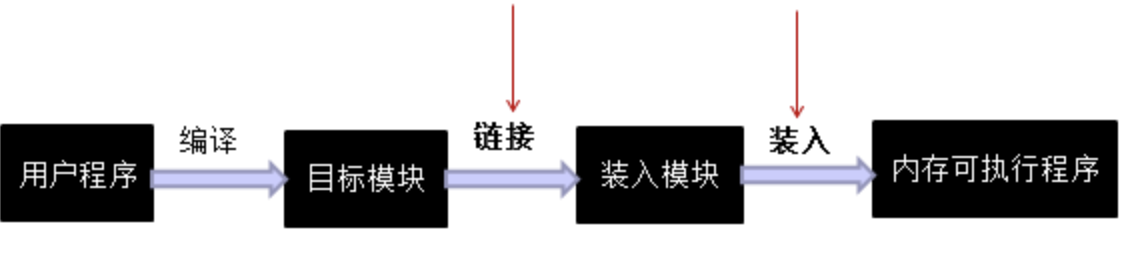 用户程序
编译
目标模块
链接
装入模块
装入
内存可执行程序